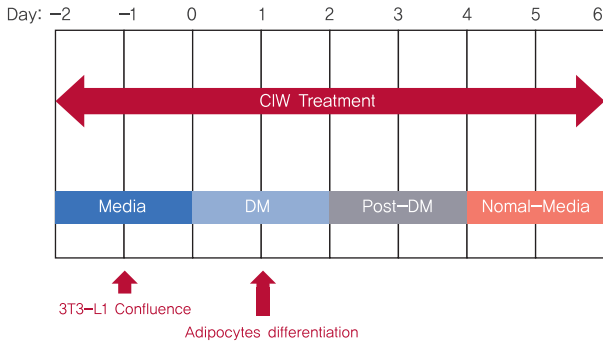 Day: −2 −1 0 1 2 3 4 5 6
CIW Treatment
Media DM Post−DM Nomal−Media
3T3−L1 Confluence
Adipocytes differentiation